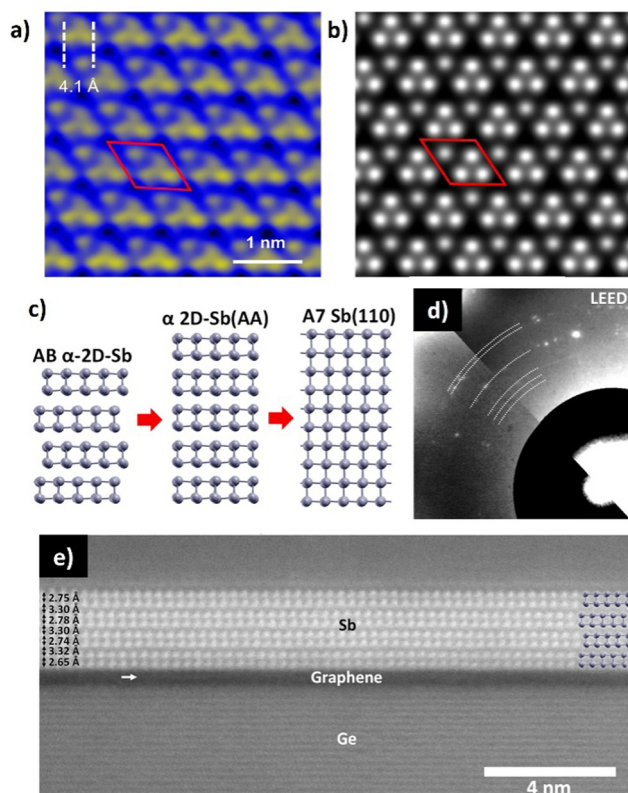 a)
4.1 Å
1 nm
b)
c)
AB α-2D-Sb
α 2D-Sb(AA)
A7 Sb(110)
d)
LEED
e)
2.75 Å
3.30 Å
2.78 Å
3.30 Å
2.74 Å
3.32 Å
2.65 Å
Sb
Graphene
Ge
4 nm